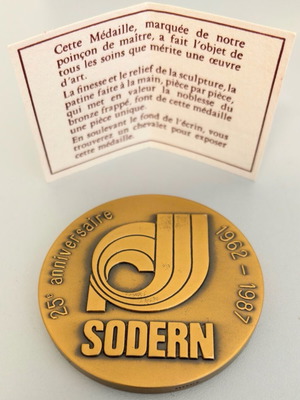 Cette Médaille, marquée de notre
poinçon de maître, a fait l'objet de
tous les soins que mérite une œuvre
d'art.
La finesse et le relief de la sculpture, la
patine faite à la main, pièce par pièce,
qui met en valeur la noblesse du
bronze frappé, font de cette médaille
une pièce unique.
En soulevant le fond de l'écrin, vous
trouverez un chevalet pour exposer
cette médaille.
25e anniversaire
1962 - 1987
SODERN